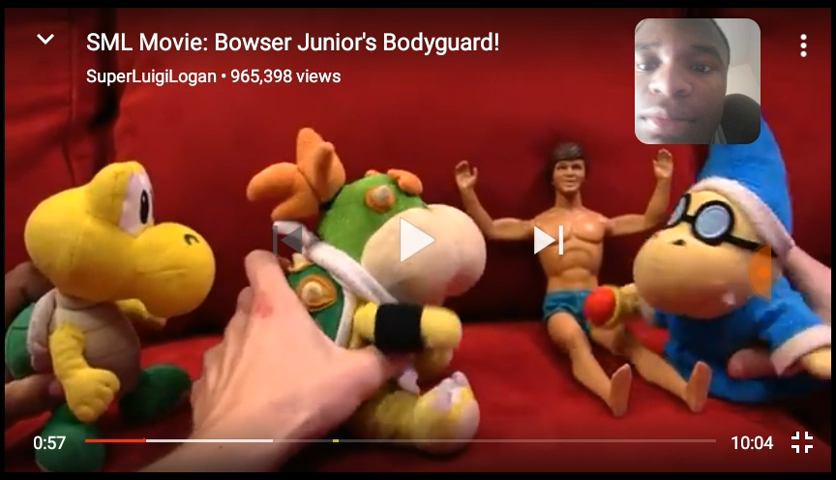 SML Movie: Bowser Junior's Bodyguard!
SuperLuigiLogan • 965,398 views
0:57
10:04